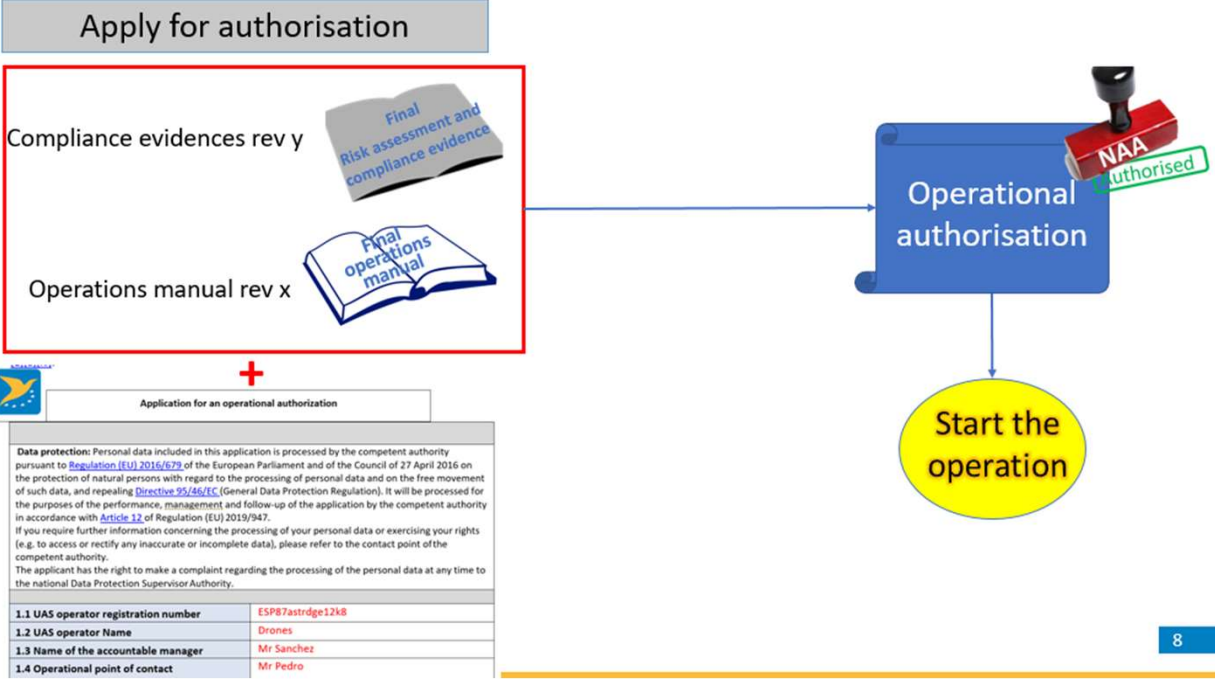 Apply for authorisation
Compliance evidences rev y
Final
Risk assessment and
compliance evidence
Operations manual rev x
Final
operations
manual
+
Operational
authorisation
NAA
Authorised
Start the
operation
Application for an operational authorization
Data protection: Personal data included in this application is processed by the competent authority
pursuant to Regulation (EU) 2016/679 of the European Parliament and of the Council of 27 April 2016 on
the protection of natural persons with regard to the processing of personal data and on the free movement
of such data, and repealing Directive 95/46/EC (General Data Protection Regulation). It will be processed for
the purposes of the performance, management and follow-up of the application by the competent authority
in accordance with Article 12 of Regulation (EU) 2019/947.
If you require further information concerning the processing of your personal data or exercising your rights
(e.g. to access or rectify any inaccurate or incomplete data), please refer to the contact point of the
competent authority.
The applicant has the right to make a complaint regarding the processing of the personal data at any time to
the national Data Protection Supervisor Authority.
1.1 UAS operator registration number ESP87astrdge12k8
1.2 UAS operator Name Drones
1.3 Name of the accountable manager Mr Sanchez
1.4 Operational point of contact Mr Pedro
8